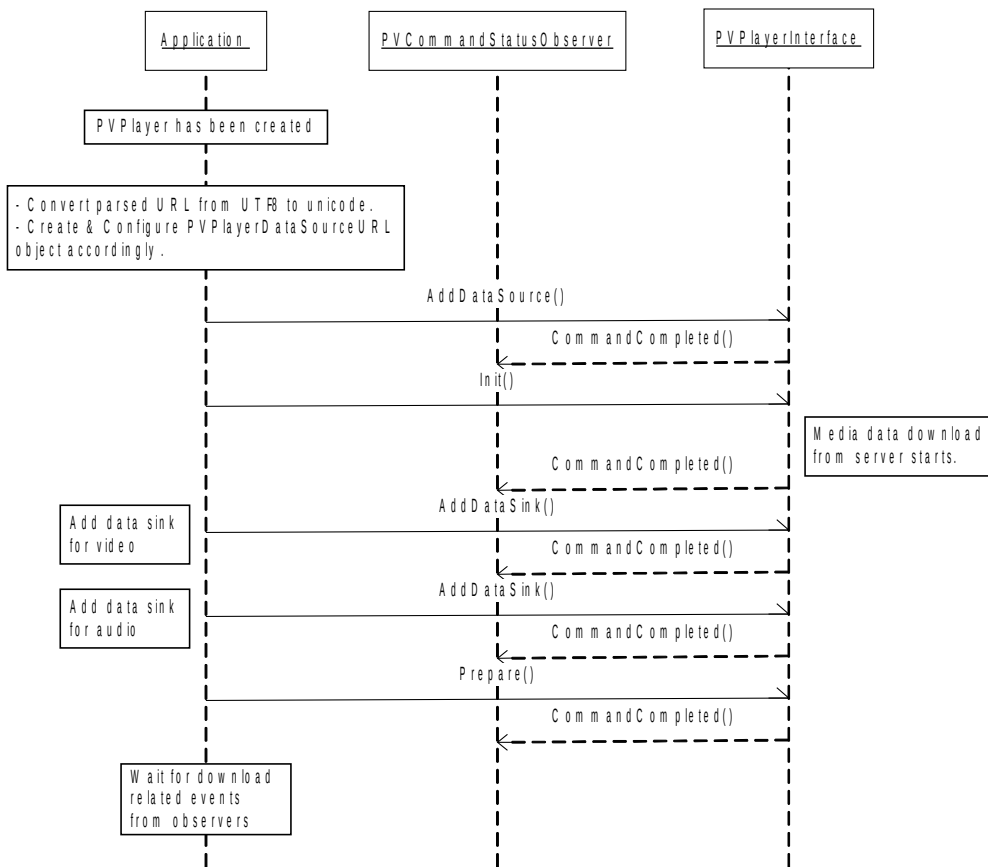 Application
PVCommandStatusObserver
PVPlayerInterface
PVPlayer has been created
- Convert parsed URL from UTF8 to unicode.
- Create & Configure PVPlayerDataSourceURL
object accordingly.
AddDataSource()
CommandCompleted()
Init()
Media data download
from server starts.
CommandCompleted()
AddDataSink()
Add data sink
for video
CommandCompleted()
AddDataSink()
Add data sink
for audio
CommandCompleted()
Prepare()
CommandCompleted()
Wait for download
related events
from observers